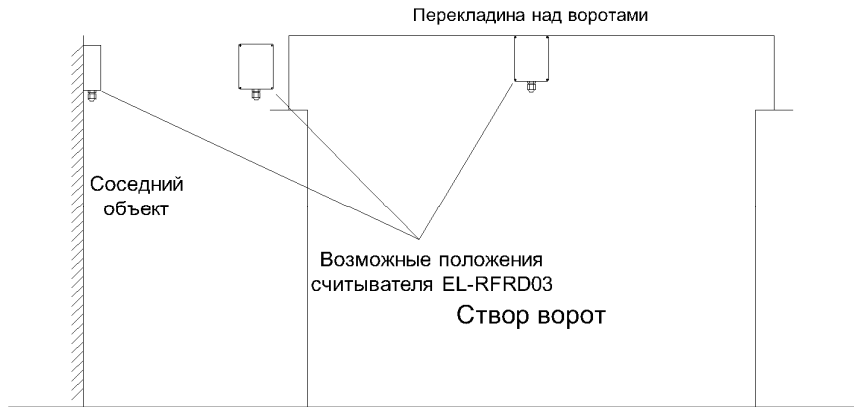 Перекладина над воротами
Соседний
объект
Возможные положения
считывателя EL-RFRD03
Створ ворот